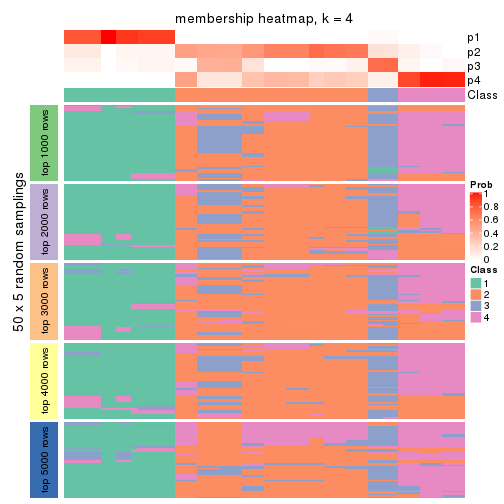 membership heatmap, k = 4
p1
p2
p3
p4
Class
50 x 5 random samplings
top 1000 rows
top 2000 rows
top 3000 rows
top 4000 rows
top 5000 rows
Prob
1
0.8
0.6
0.4
0.2
0
Class
1
2
3
4